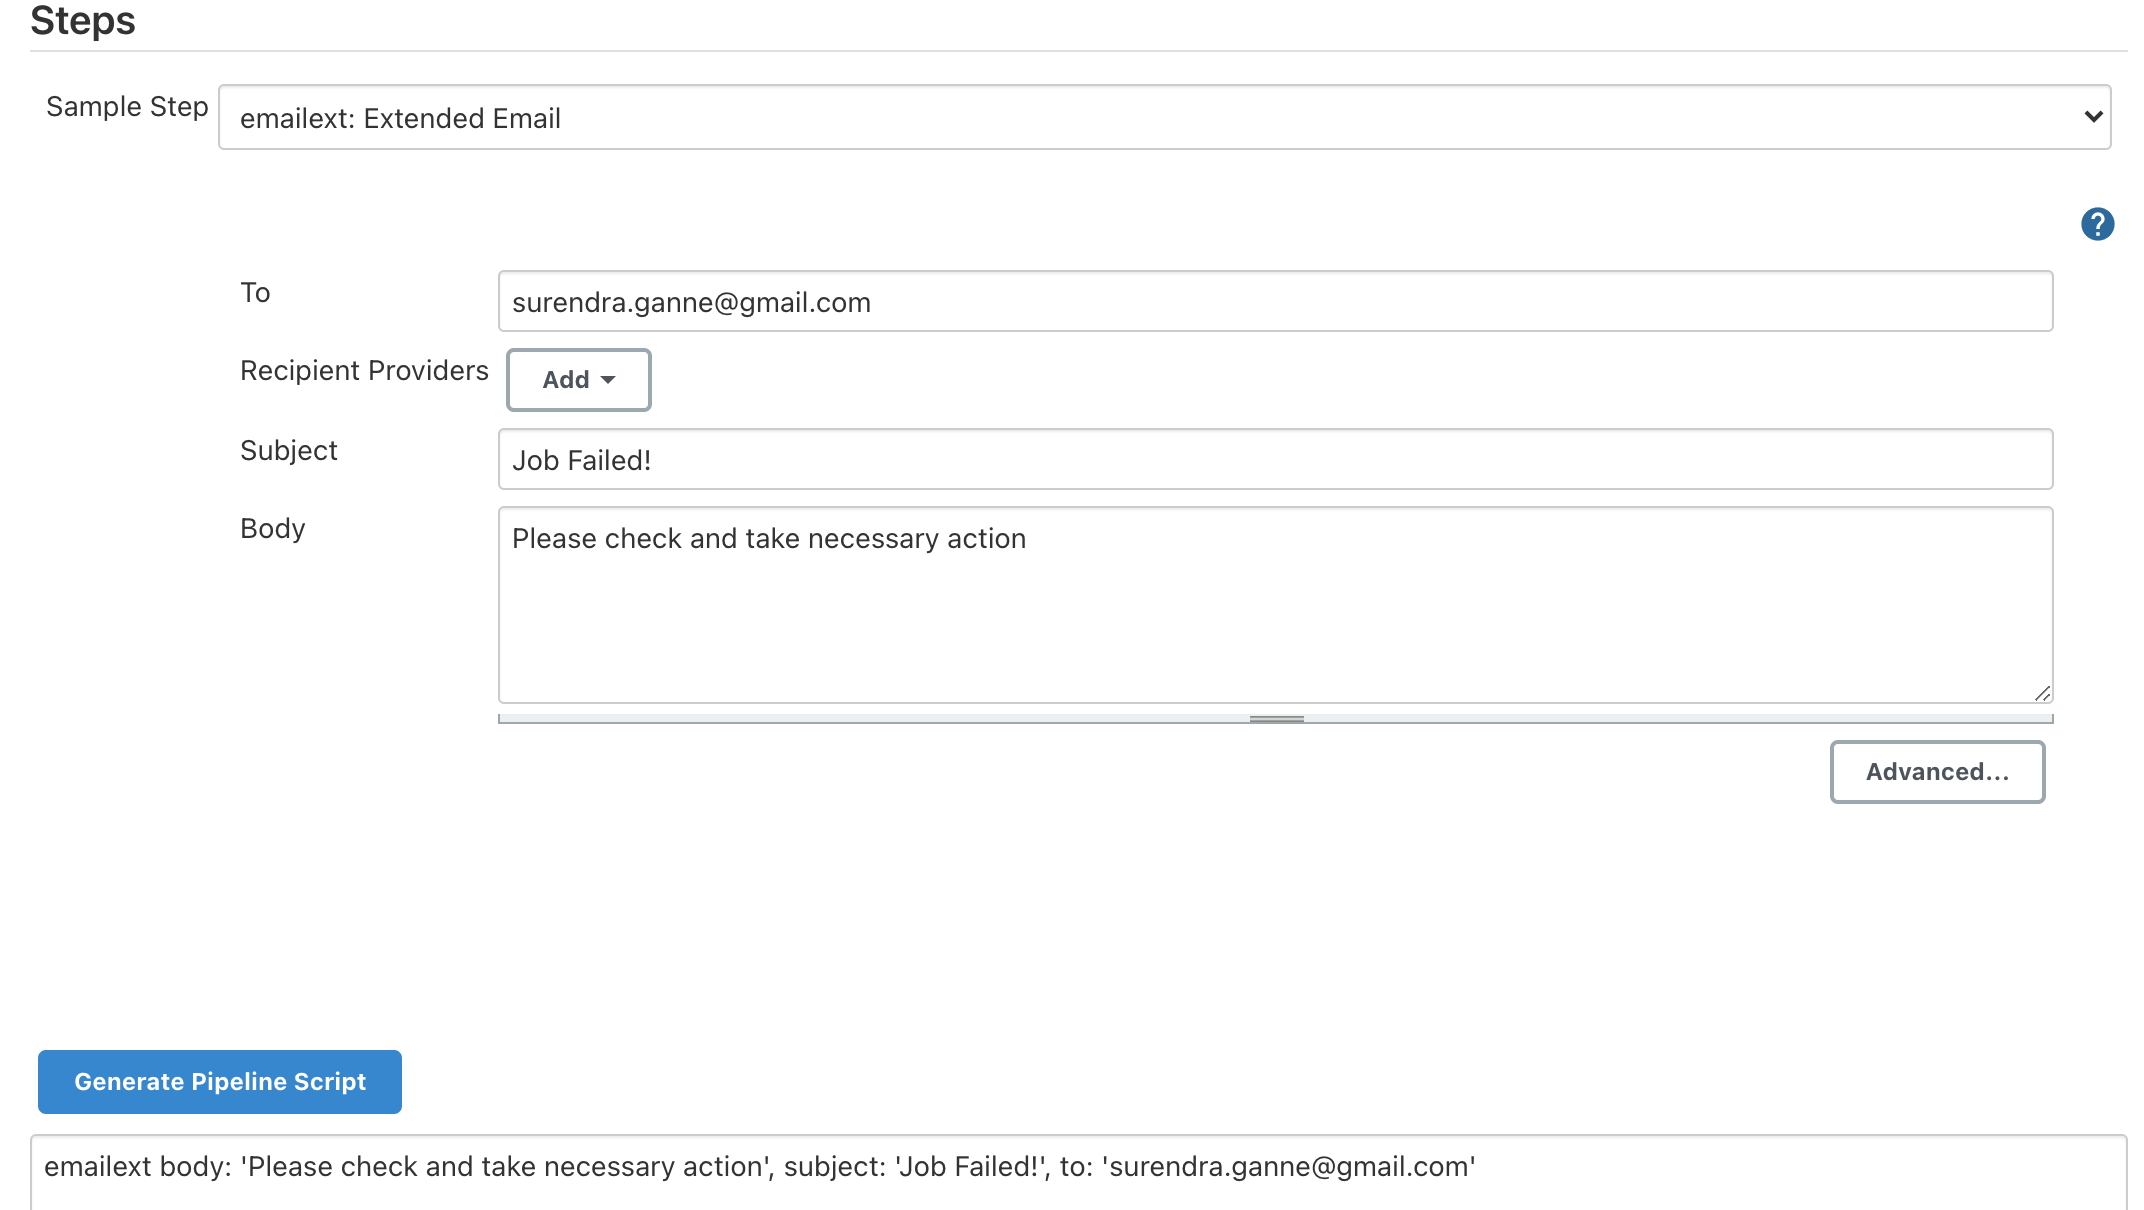 Steps
Sample Step
emailext: Extended Email
?
To
surendra.ganne@gmail.com
Recipient Providers
Add
Subject
Job Failed!
Body
Please check and take necessary action
Advanced...
Generate Pipeline Script
emailext body: 'Please check and take necessary action', subject: 'Job Failed!', to: 'surendra.ganne@gmail.com'